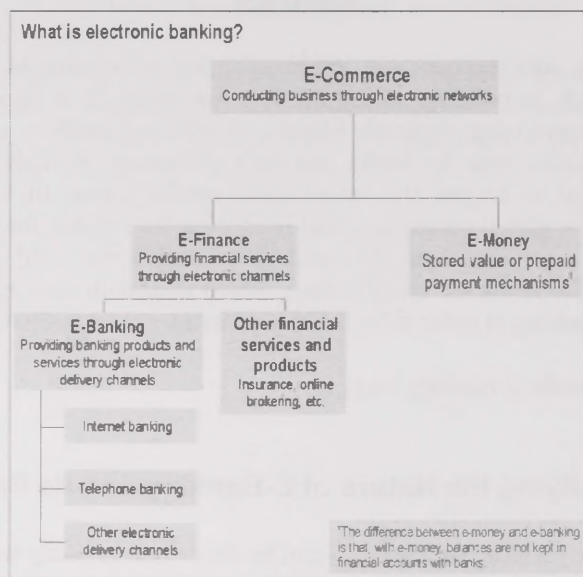 What is electronic banking?
E-Commerce
Conducting business through electronic networks
E-Finance
Providing financial services
through electronic channels
E-Money
Stored value or prepaid
payment mechanisms¹
E-Banking
Providing banking products and
services through electronic
delivery channels
Other financial
services and
products
Insurance, online
brokering, etc.
Internet banking
Telephone banking
Other electronic
delivery channels
¹The difference between e-money and e-banking
is that, with e-money, balances are not kept in
financial accounts with banks.